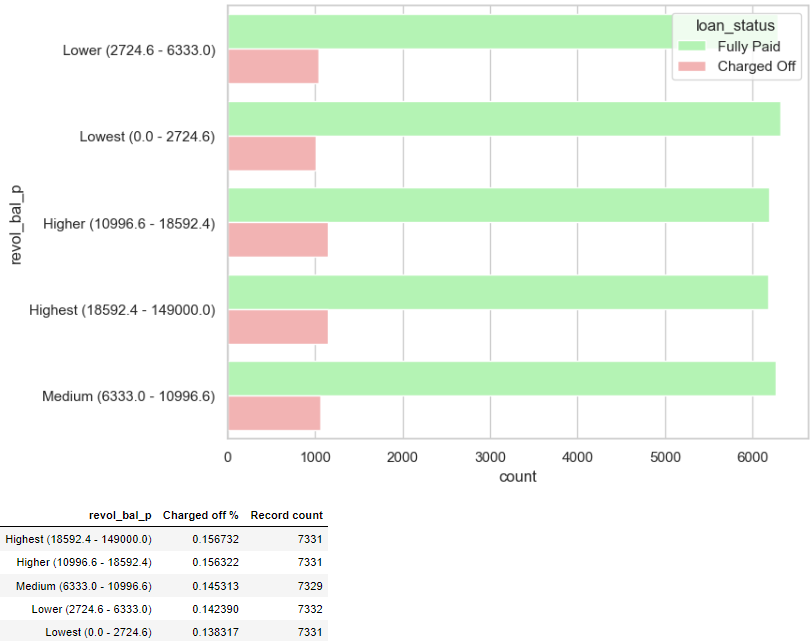 loan_status
Fully Paid
Charged Off
Lower (2724.6 - 6333.0)
Lowest (0.0 - 2724.6)
Higher (10996.6 - 18592.4)
Highest (18592.4 - 149000.0)
Medium (6333.0 - 10996.6)
revol_bal_p
0 1000 2000 3000 4000 5000 6000
count
revol_bal_p Charged off % Record count
Highest (18592.4 - 149000.0) 0.156732 7331
Higher (10996.6 - 18592.4) 0.156322 7331
Medium (6333.0 - 10996.6) 0.145313 7329
Lower (2724.6 - 6333.0) 0.142390 7332
Lowest (0.0 - 2724.6) 0.138317 7331